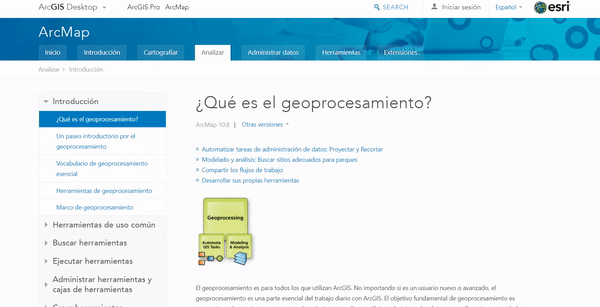 ArcGIS Desktop ArcGIS Pro ArcMap SEARCH Iniciar sesión Español esri
ArcMap
Inicio Introducción Cartografiar Analizar Administrar datos Herramientas Extensiones
Analizar Introducción
Introducción
¿Qué es el geoprocesamiento?
Un paseo introductorio por el
geoprocesamiento
Vocabulario de geoprocesamiento
esencial
Herramientas de geoprocesamiento
Marco de geoprocesamiento
Herramientas de uso común
Buscar herramientas
Ejecutar herramientas
Administrar herramientas y
cajas de herramientas
¿Qué es el geoprocesamiento?
ArcMap 10.8 | Otras versiones
Automatizar tareas de administración de datos: Proyectar y Recortar
Modelado y análisis: Buscar sitios adecuados para parques
Compartir los flujos de trabajo
Desarrollar sus propias herramientas
Geoprocessing
Automate
GIS Tasks
Modeling
& Analysis
El geoprocesamiento es para todos los que utilizan ArcGIS. No importando si es un usuario nuevo o avanzado, el
geoprocesamiento es una parte esencial del trabajo diario con ArcGIS. El objetivo fundamental de geoprocesamiento es